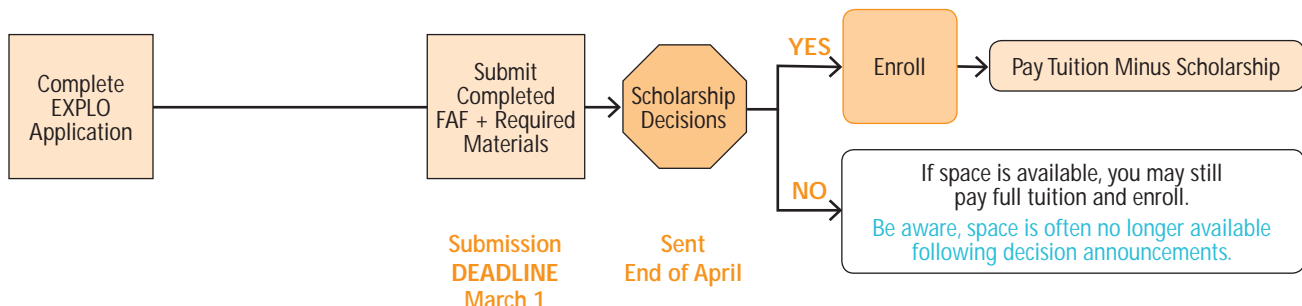 Complete
EXPLO
Application
Submit
Completed
FAF + Required
Materials
Submission
DEADLINE
March 1
Scholarship
Decisions
Sent
End of April
YES
Enroll
Pay Tuition Minus Scholarship
NO
If space is available, you may still
pay full tuition and enroll.
Be aware, space is often no longer available
following decision announcements.